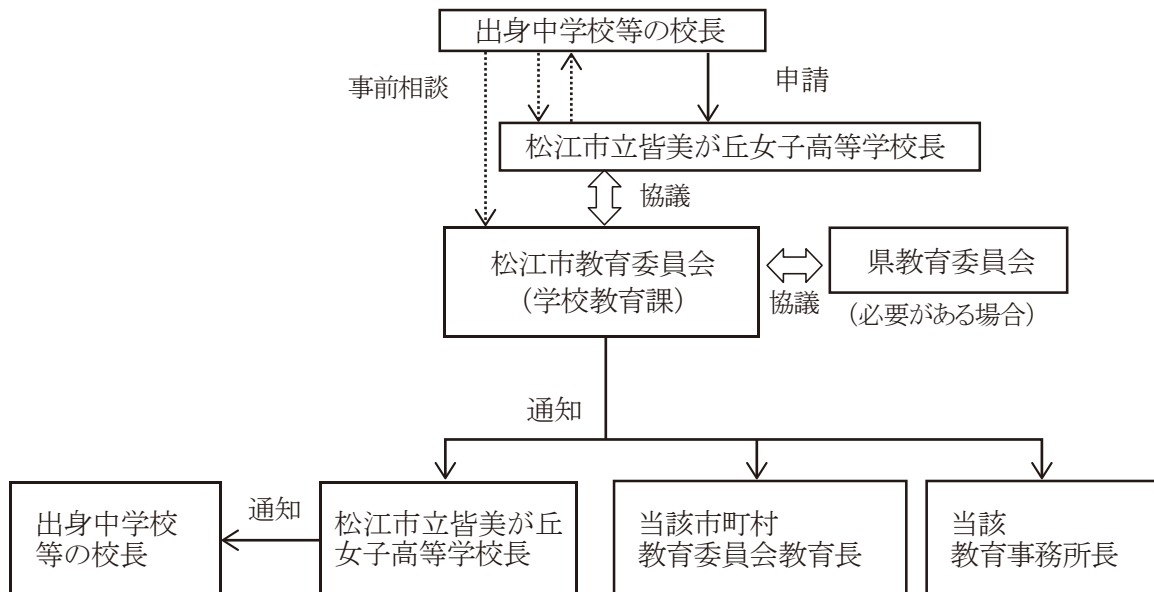 出身中学校等の校長
事前相談
申請
松江市立皆美が丘女子高等学校長
協議
松江市教育委員会
(学校教育課)
協議
県教育委員会
(必要がある場合)
通知
出身中学校
等の校長
通知
松江市立皆美が丘
女子高等学校長
当該市町村
教育委員会教育長
当該
教育事務所長